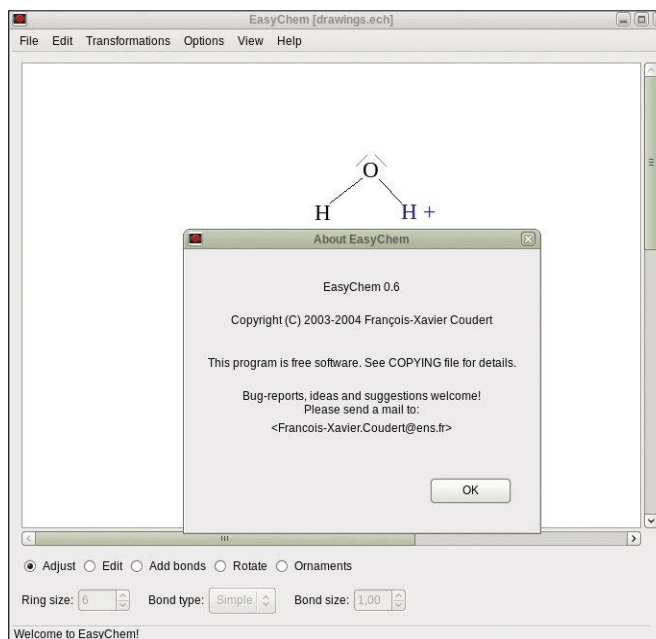 EasyChem [drawings.ech]
File Edit Transformations Options View Help
O
H H +
About EasyChem
EasyChem 0.6
Copyright (C) 2003-2004 François-Xavier Coudert
This program is free software. See COPYING file for details.
Bug-reports, ideas and suggestions welcome!
Please send a mail to:
<Francois-Xavier.Coudert@ens.fr>
OK
Adjust Edit Add bonds Rotate Ornaments
Ring size: 6 Bond type: Simple Bond size: 1,00
Welcome to EasyChem!